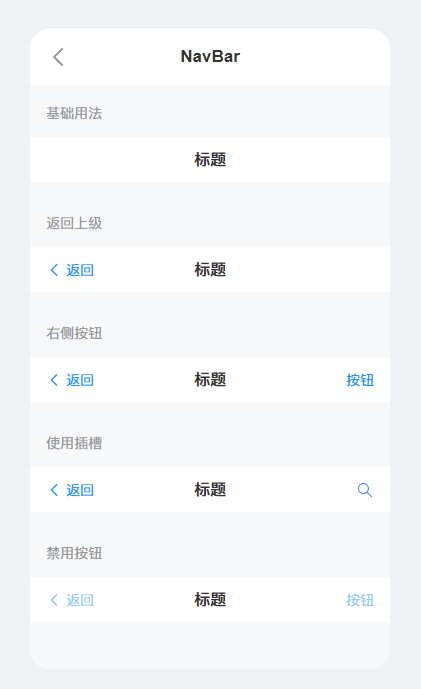 NavBar
基础用法
标题
返回上级
返回 标题
右侧按钮
返回 标题 按钮
使用插槽
返回 标题
禁用按钮
返回 标题 按钮